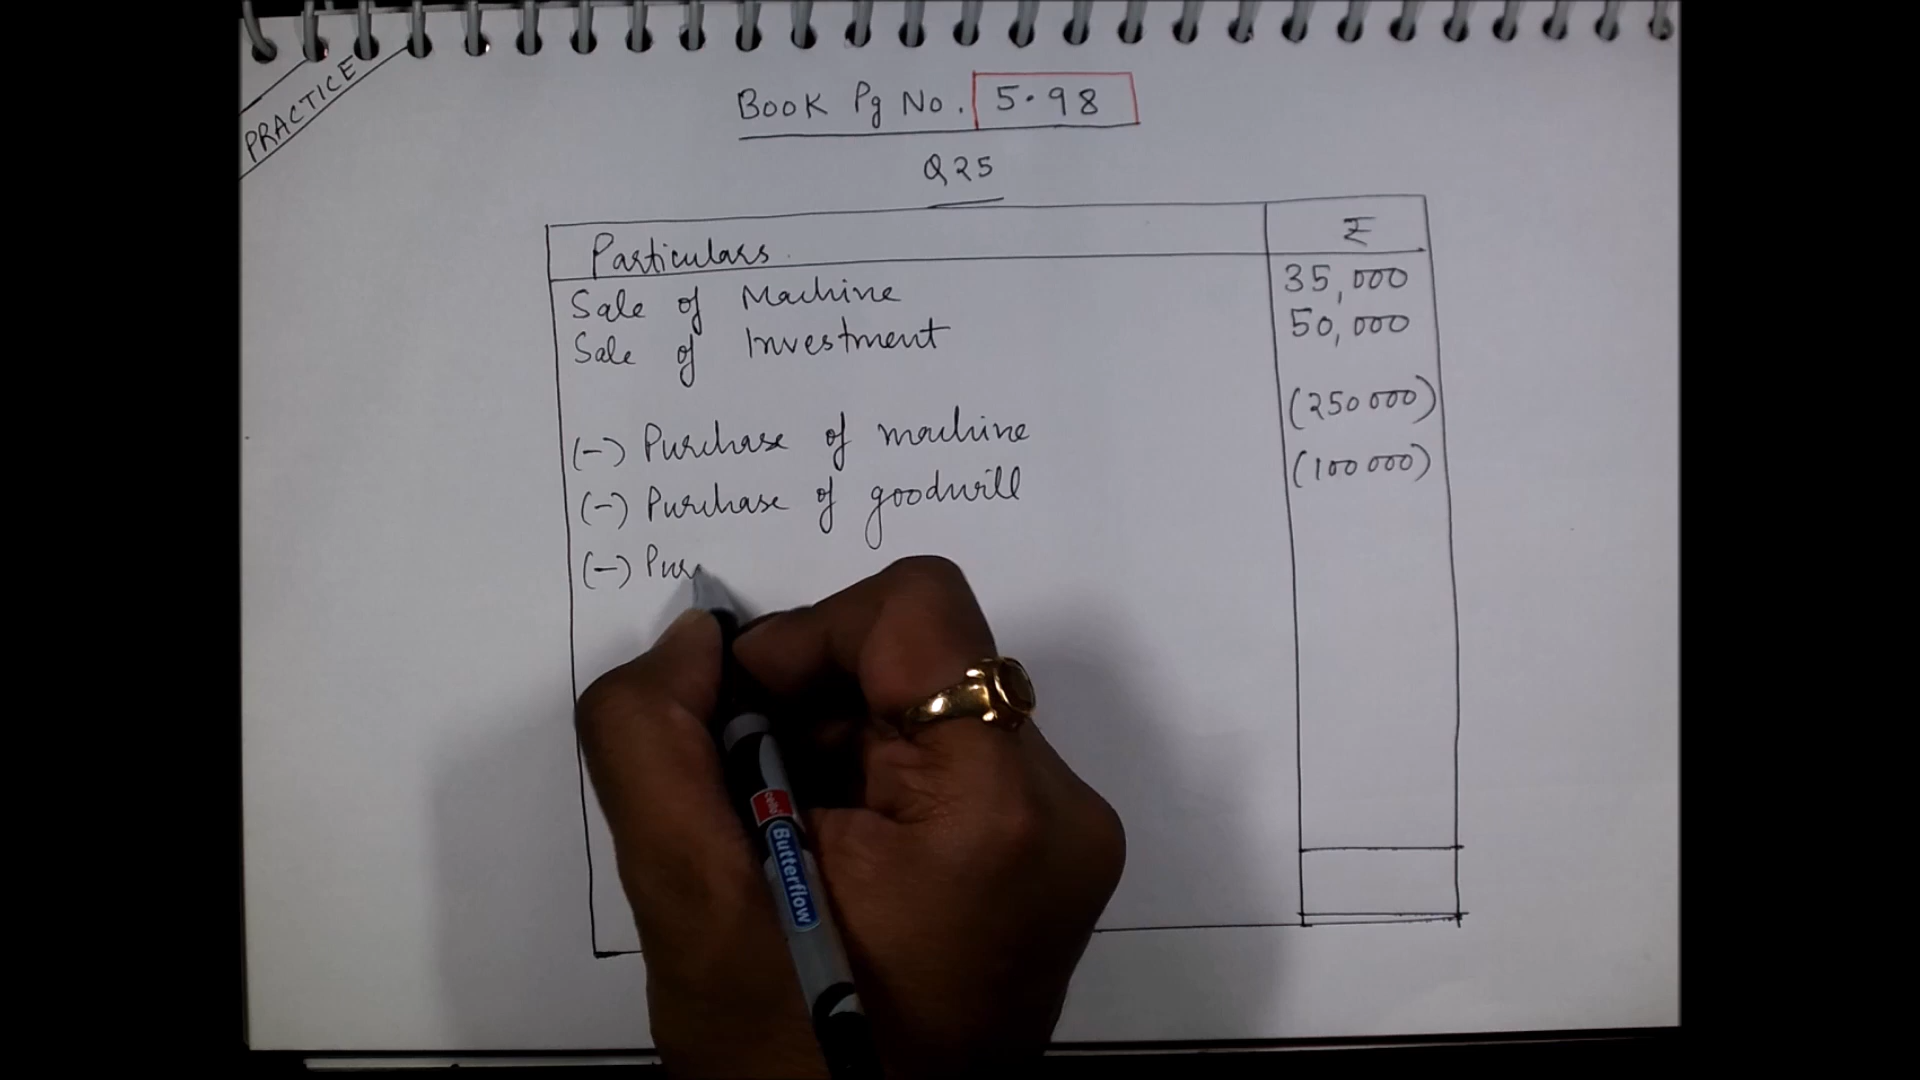 PRACTICE
Book Pg No. 5.98
Q25
Particulars ₹
Sale of Machine 35,000
Sale of Investment 50,000
(-) Purchase of machine (250000)
(-) Purchase of goodwill (100000)
(-) Pur
cello
Butterflow